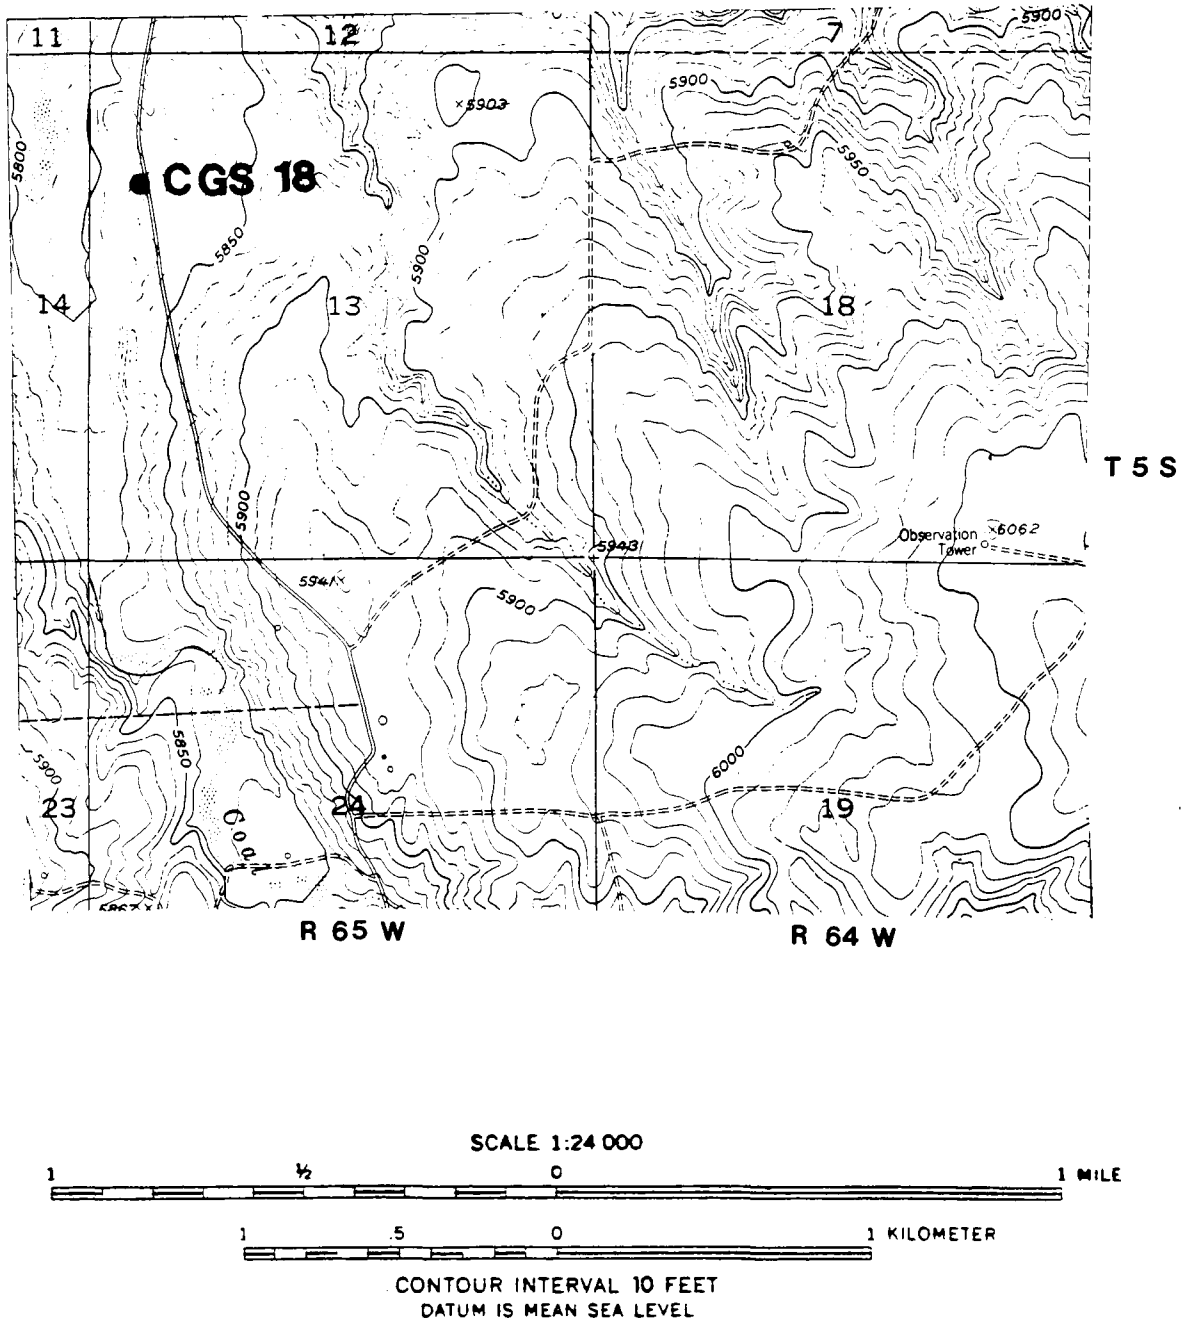 11 12 7 5900
5900
×5903
5800
5950
CGS 18
5850
5900
14 13 18
T 5 S
5900
Observation ×6062
Tower
5943
5941×
5900
5850
5900
6000
23 24 19
Coal
5867×
R 65 W R 64 W
SCALE 1:24 000
1 ½ 0 1 MILE
1 .5 0 1 KILOMETER
CONTOUR INTERVAL 10 FEET
DATUM IS MEAN SEA LEVEL